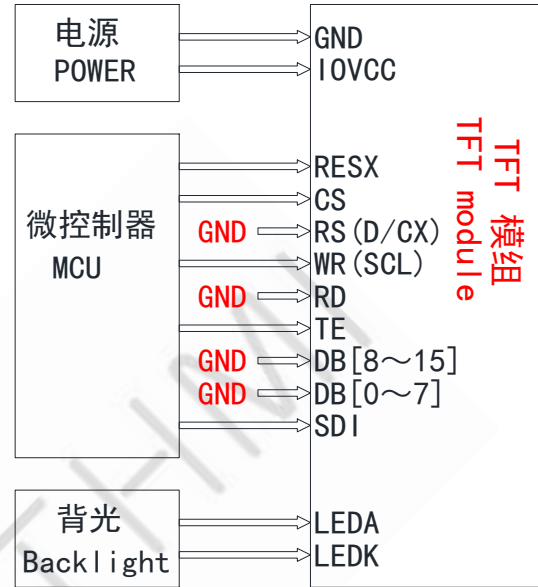 电源
POWER
GND
IOVCC
微控制器
MCU
RESX
CS
GND
RS(D/CX)
WR(SCL)
GND
RD
TE
GND
DB[8～15]
GND
DB[0～7]
SDI
TFT 模组
TFT module
背光
Backlight
LEDA
LEDK
THMI